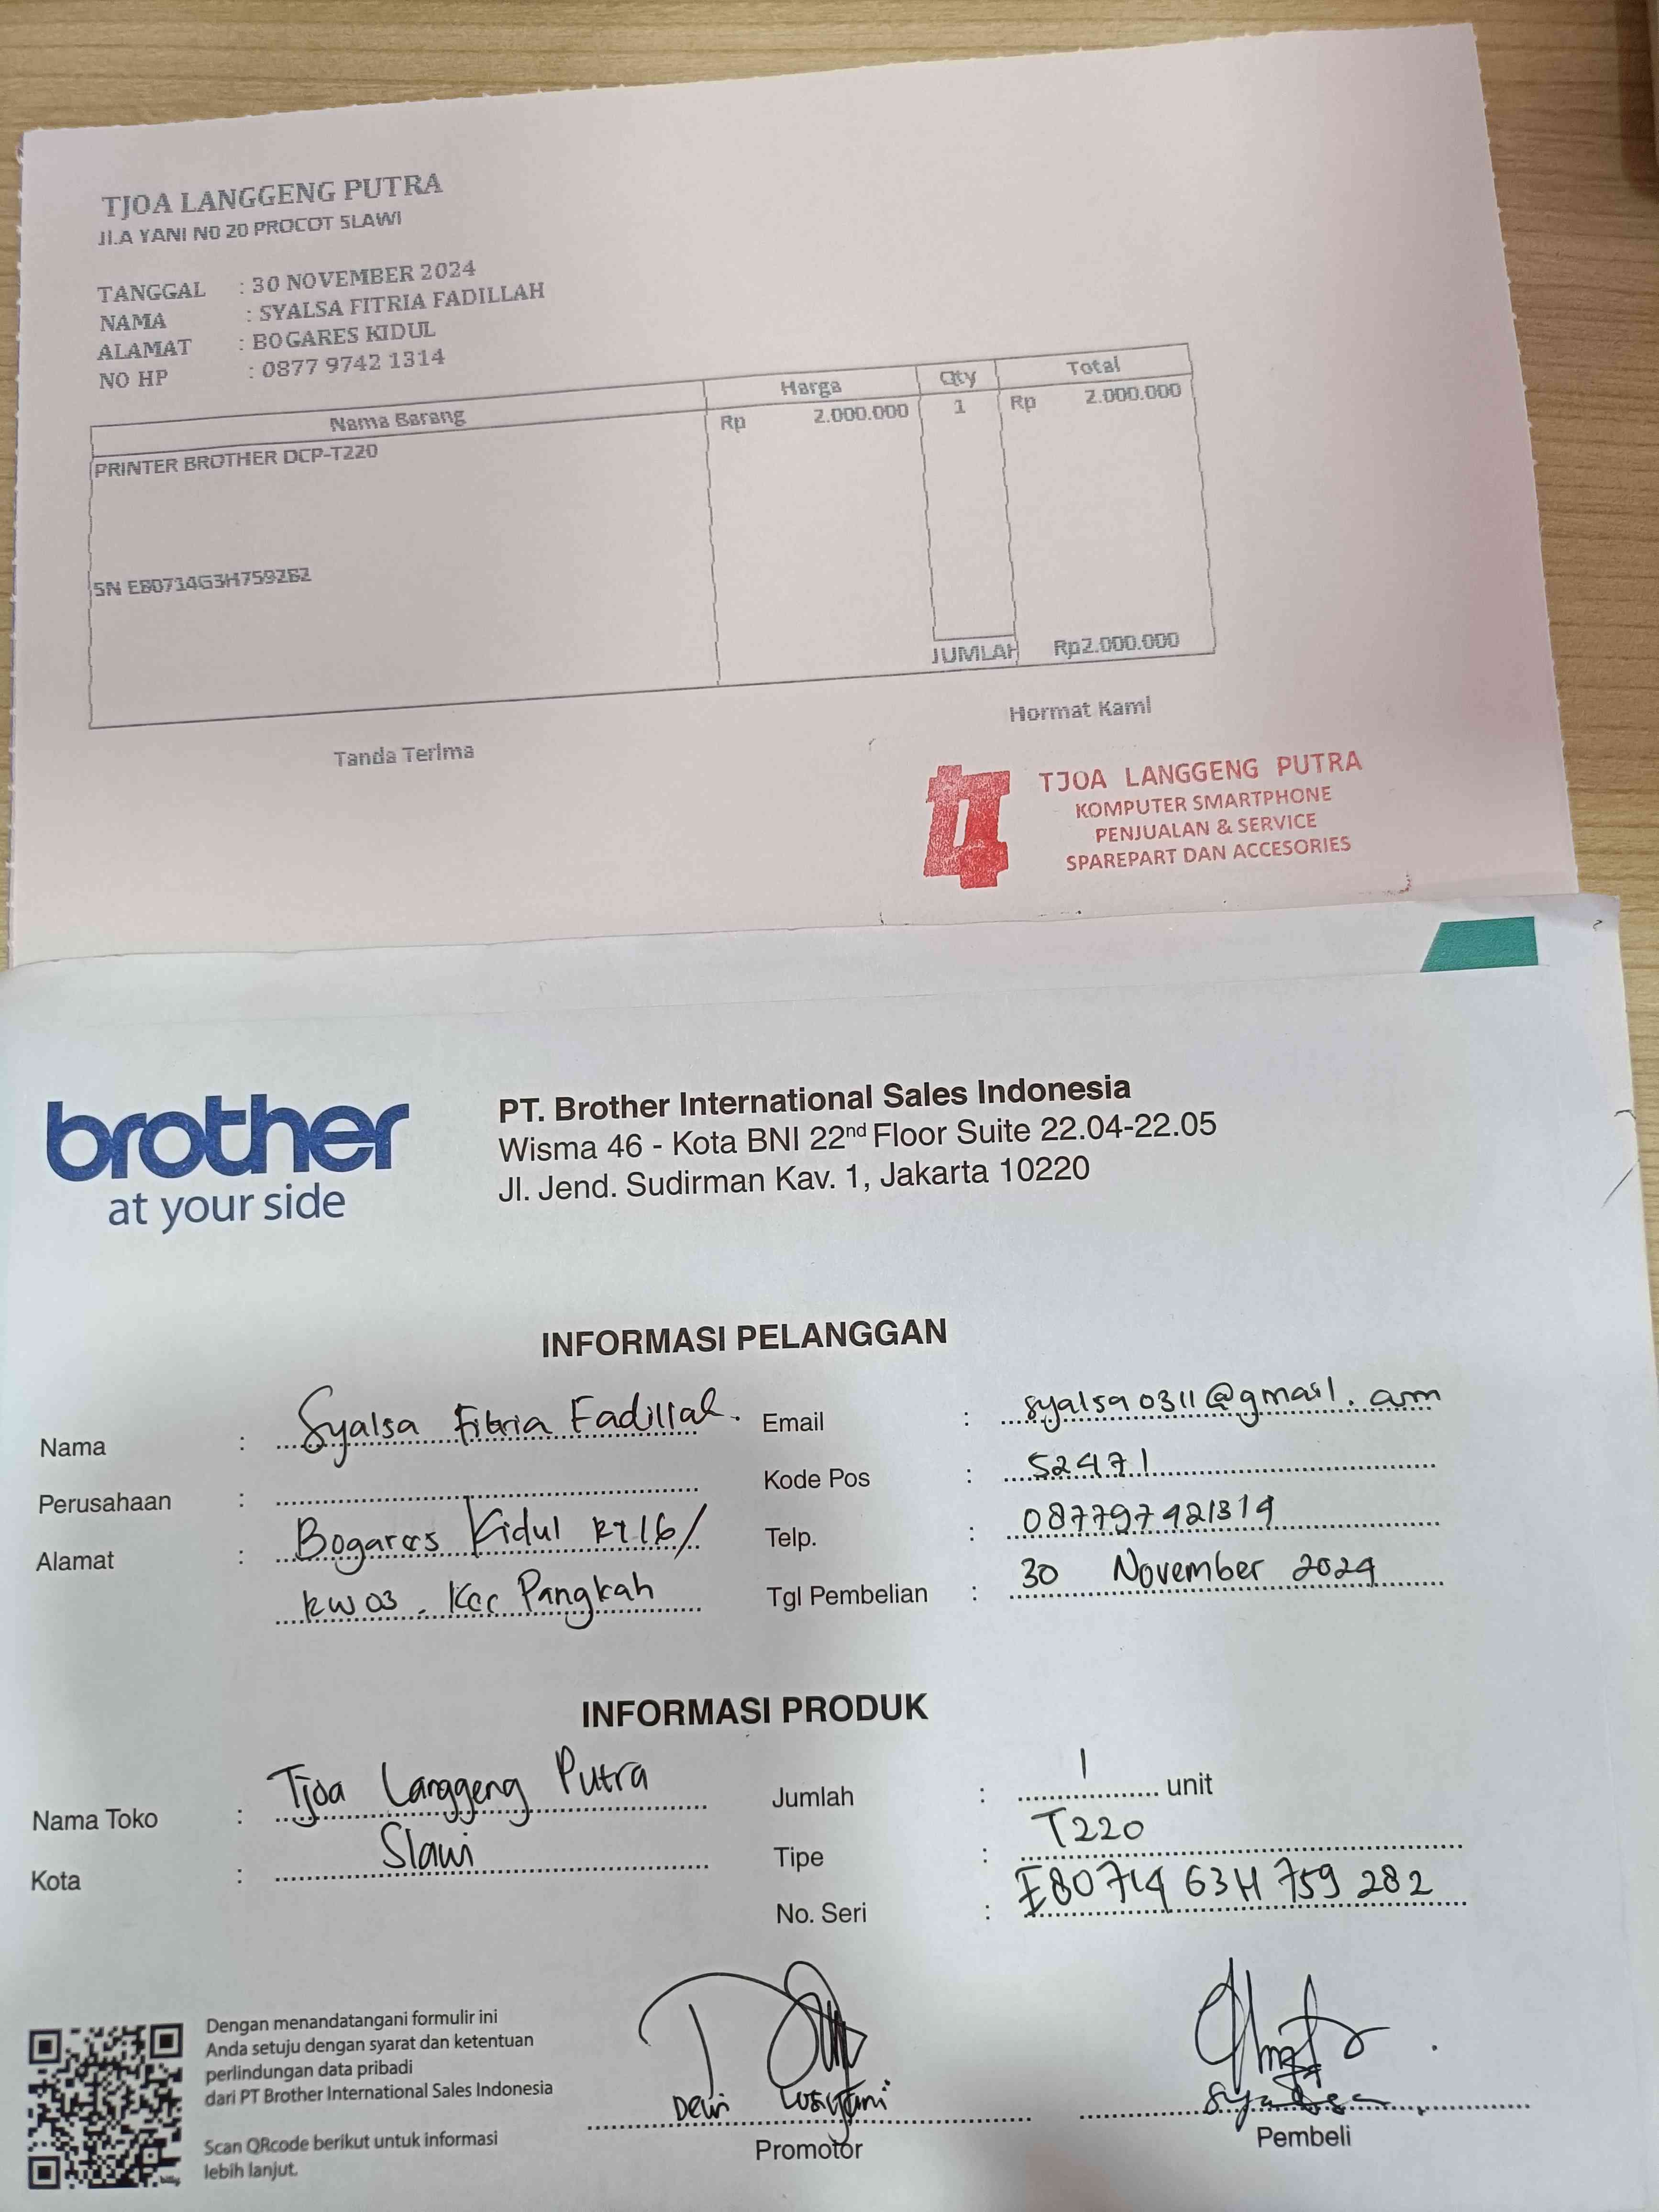 TJOA LANGGENG PUTRA
Jl.A YANI NO 20 PROCOT SLAWI
TANGGAL : 30 NOVEMBER 2024
NAMA : SYALSA FITRIA FADILLAH
ALAMAT : BOGARES KIDUL
NO HP : 0877 9742 1314
Nama Barang Harga Qty Total
PRINTER BROTHER DCP-T220 Rp 2.000.000 1 Rp 2.000.000
SN E80714G3H759282
JUMLAH Rp2.000.000
Tanda Terima Hormat Kami
TJOA LANGGENG PUTRA
KOMPUTER SMARTPHONE
PENJUALAN & SERVICE
SPAREPART DAN ACCESORIES
brother
at your side
PT. Brother International Sales Indonesia
Wisma 46 - Kota BNI 22nd Floor Suite 22.04-22.05
Jl. Jend. Sudirman Kav. 1, Jakarta 10220
INFORMASI PELANGGAN
Nama : Syalsa Fitria Fadillah.
Perusahaan :
Alamat : Bogares Kidul RT 16/
RW 03. Kec Pangkah
Email : syalsa0311@gmail.com
Kode Pos : 52471
Telp. : 087797421314
Tgl Pembelian : 30 November 2024
INFORMASI PRODUK
Nama Toko : Tjoa Langgeng Putra
Kota : Slawi
Jumlah : 1 unit
Tipe : T220
No. Seri : E80714G3H759282
Dengan menandatangani formulir ini
Anda setuju dengan syarat dan ketentuan
perlindungan data pribadi
dari PT Brother International Sales Indonesia
Scan QRcode berikut untuk informasi
lebih lanjut.
Dewi
Promotor
Pembeli